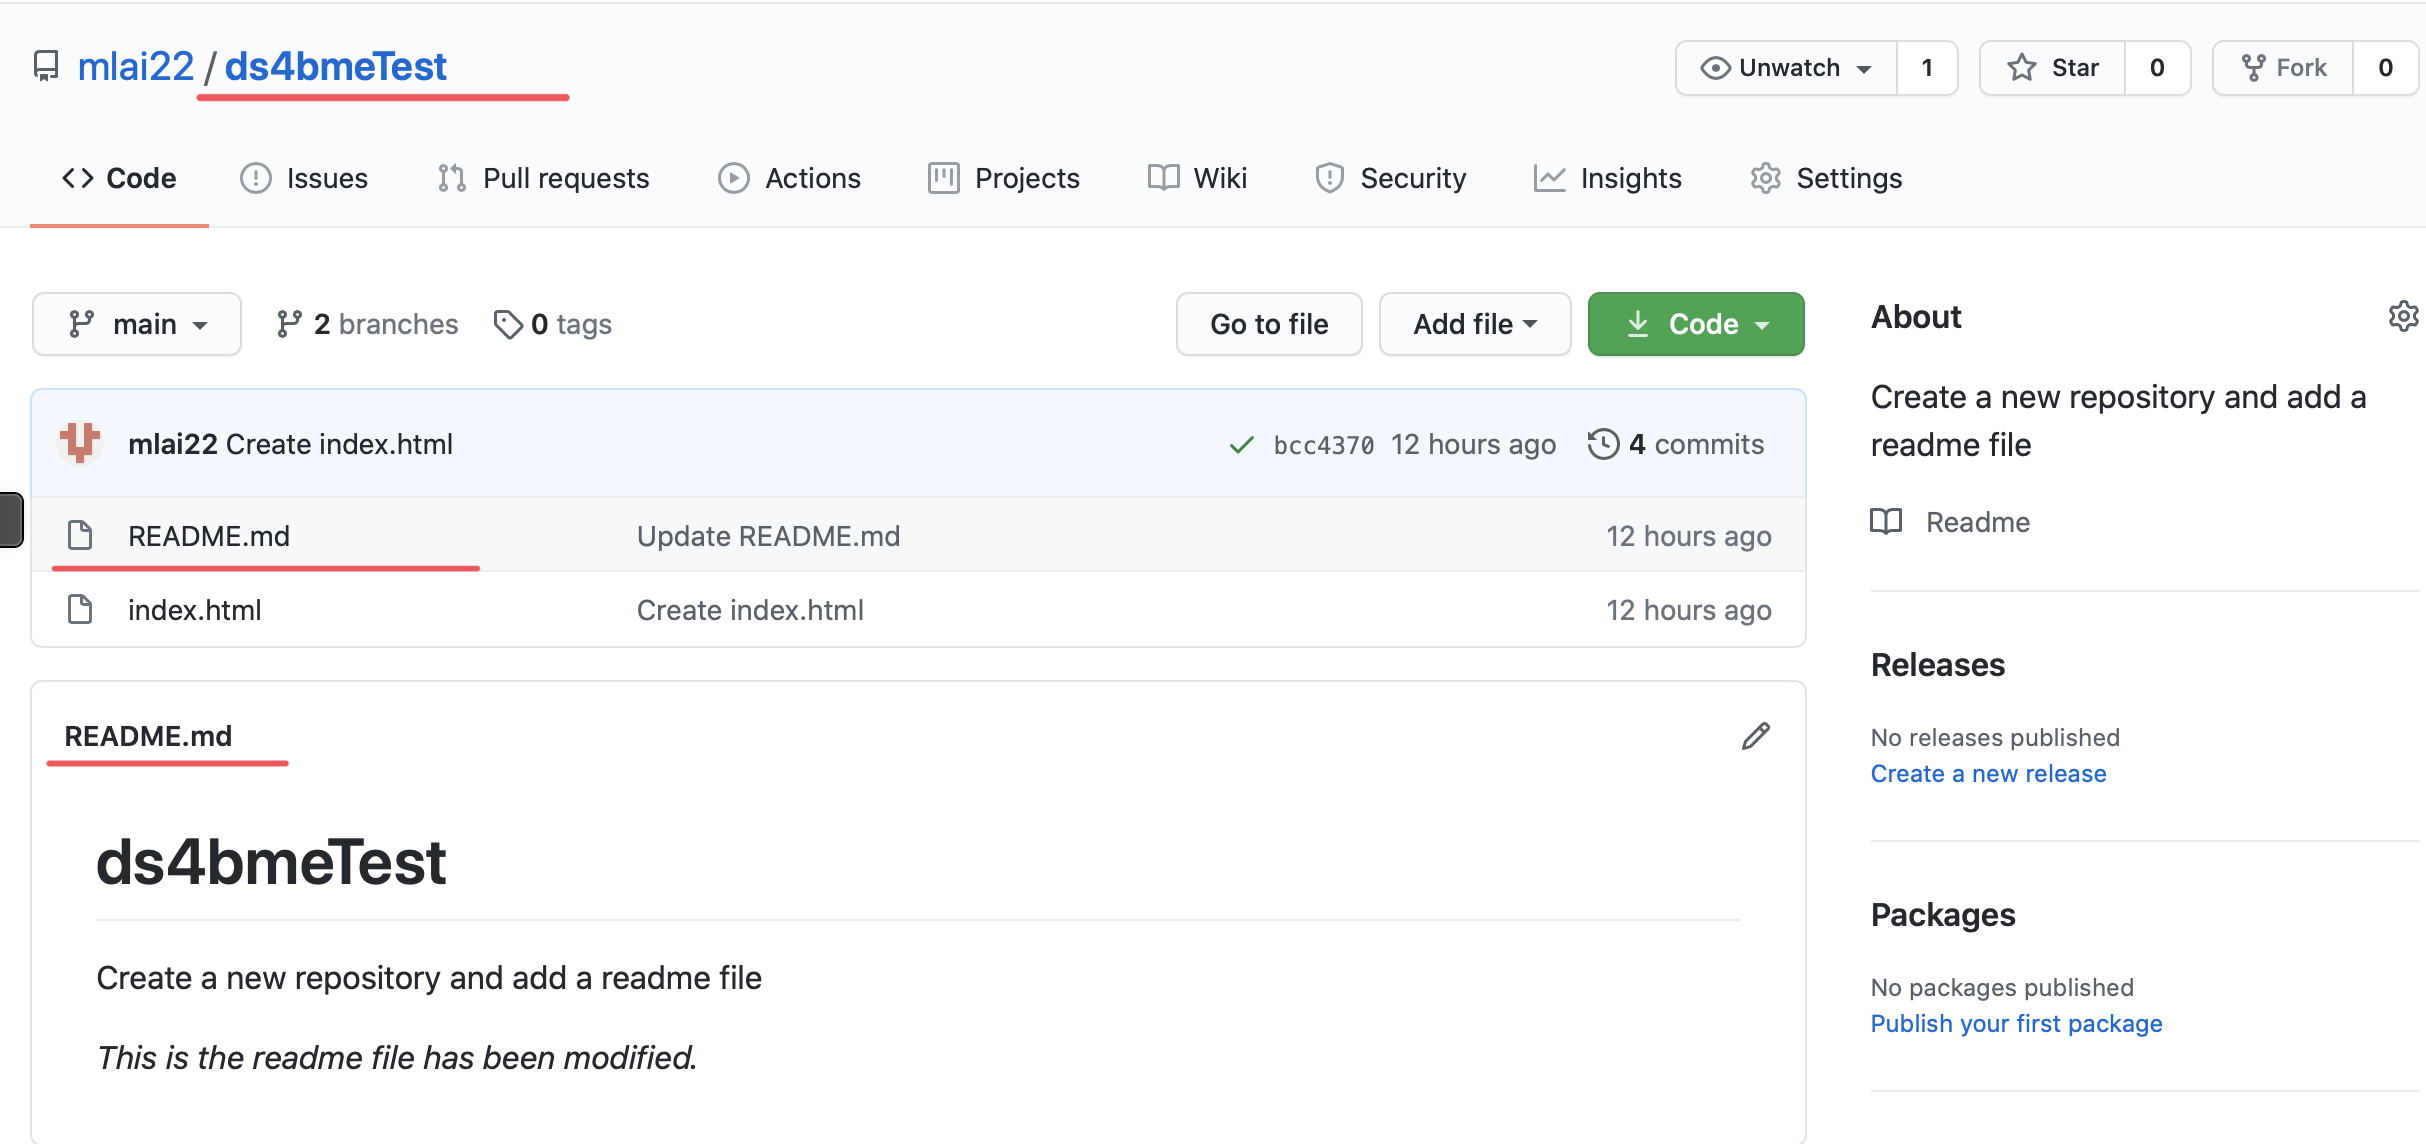 mlai22 / ds4bmeTest
Unwatch 1 Star 0 Fork 0
Code Issues Pull requests Actions Projects Wiki Security Insights Settings
main 2 branches 0 tags Go to file Add file Code
mlai22 Create index.html bcc4370 12 hours ago 4 commits
README.md Update README.md 12 hours ago
index.html Create index.html 12 hours ago
README.md
ds4bmeTest
Create a new repository and add a readme file
This is the readme file has been modified.
About
Create a new repository and add a
readme file
Readme
Releases
No releases published
Create a new release
Packages
No packages published
Publish your first package